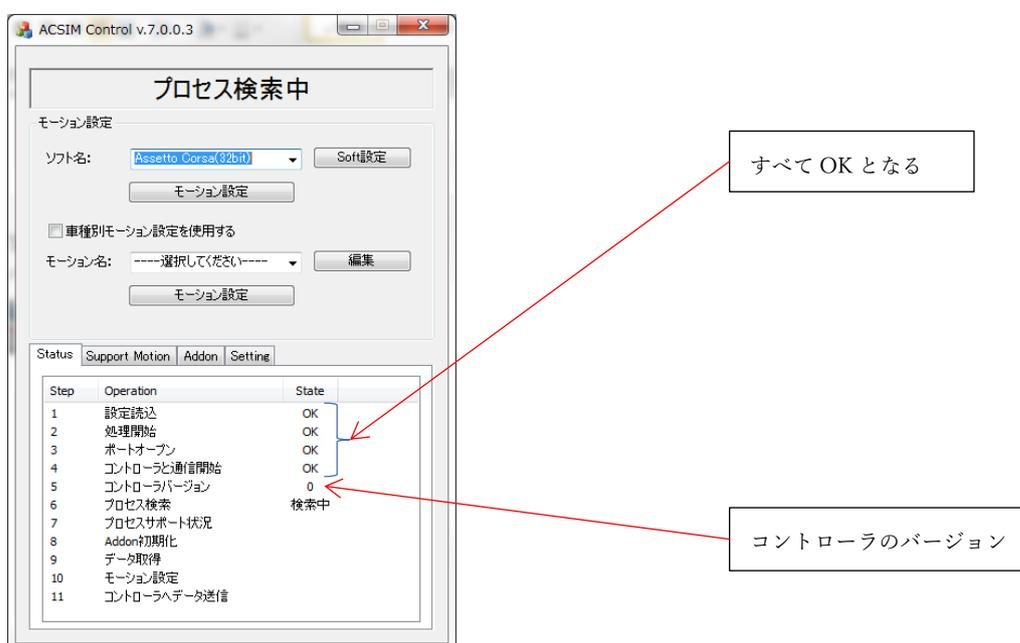 ACSIM Control v.7.0.0.3
プロセス検索中
モーション設定
ソフト名: Assetto Corsa(32bit) Soft設定
モーション設定
車種別モーション設定を使用する
モーション名: ----選択してください---- 編集
モーション設定
Status Support Motion Addon Setting
Step Operation State
1 設定読込 OK
2 処理開始 OK
3 ポートオープン OK
4 コントローラと通信開始 OK
5 コントローラバージョン 0
6 プロセス検索 検索中
7 プロセスサポート状況
8 Addon初期化
9 データ取得
10 モーション設定
11 コントローラへデータ送信
すべて OK となる
コントローラのバージョン